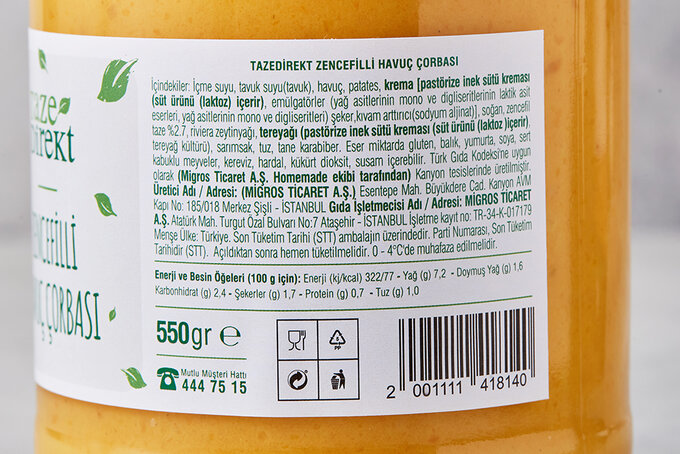 taze
Direkt
ZENCEFİLLİ
ÇORBASI
TAZEDİREKT ZENCEFİLLİ HAVUÇ ÇORBASI
İçindekiler: İçme suyu, tavuk suyu(tavuk), havuç, patates, krema [pastörize inek sütü kreması
(süt ürünü (laktoz) içerir), emülgatörler (yağ asitlerinin mono ve digliseritlerinin laktik asit
eserleri, yağ asitlerinin mono ve digliseritleri) şeker,kıvam arttırıcı(sodyum aljinat)], soğan, zencefil
taze %2.7, riviera zeytinyağı, tereyağı (pastörize inek sütü kreması (süt ürünü (laktoz )içerir),
tereyağ kültürü), sarımsak, tuz, tane karabiber. Eser miktarda gluten, balık, yumurta, soya, sert
kabuklu meyveler, kereviz, hardal, kükürt dioksit, susam içerebilir. Türk Gıda Kodeksi'ne uygun
olarak (Migros Ticaret A.Ş. Homemade ekibi tarafından) Kanyon tesislerinde üretilmiştir.
Üretici Adı / Adresi: (MİGROS TİCARET A.Ş.) Esentepe Mah. Büyükdere Cad. Kanyon AVM
Kapı No: 185/018 Merkez Şişli - İSTANBUL Gıda İşletmecisi Adı / Adresi: MİGROS TİCARET
A.Ş. Atatürk Mah. Turgut Özal Bulvarı No:7 Ataşehir - İSTANBUL İşletme kayıt no: TR-34-K-017179
Menşe Ülke: Türkiye. Son Tüketim Tarihi (STT) ambalajın üzerindedir. Parti Numarası, Son Tüketim
Tarihidir (STT). Açıldıktan sonra hemen tüketilmelidir. 0 - 4°C'de muhafaza edilmelidir.
Enerji ve Besin Öğeleri (100 g için): Enerji (kj/kcal) 322/77 - Yağ (g) 7,2 - Doymuş Yağ (g) 1,6
Karbonhidrat (g) 2,4 - Şekerler (g) 1,7 - Protein (g) 0,7 - Tuz (g) 1,0
550gr e
Mutlu Müşteri Hattı
444 75 15
5
PP
2 001111 418140